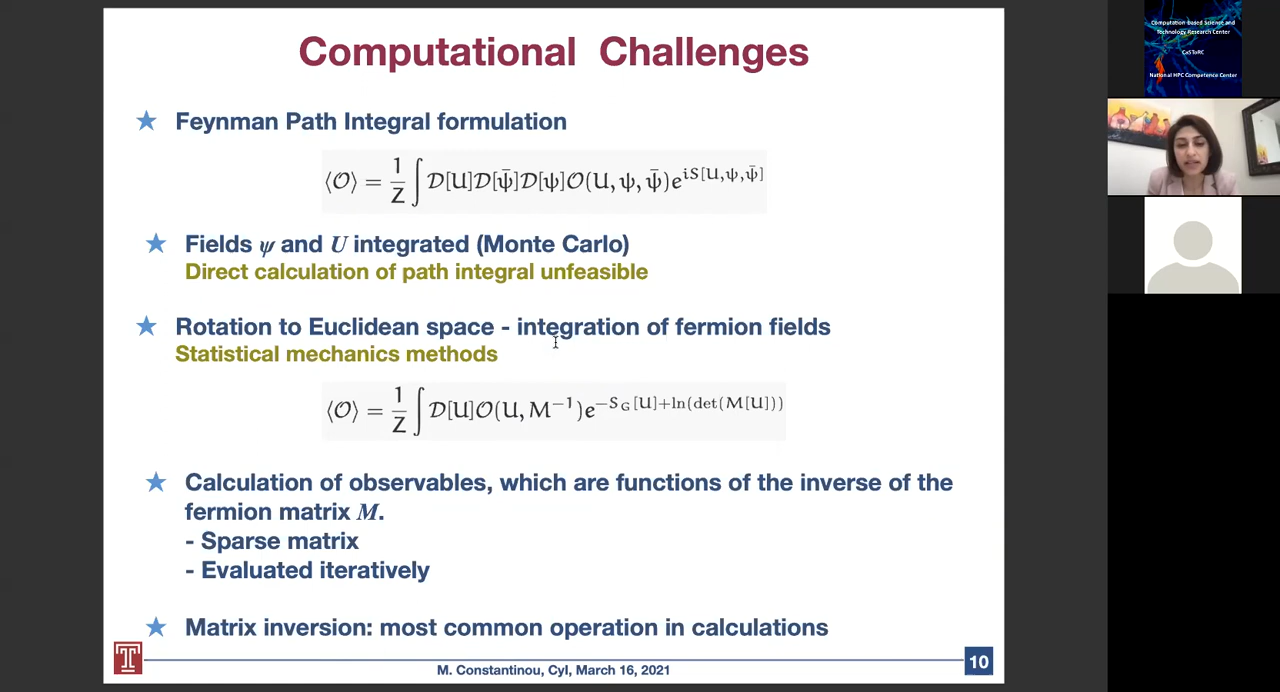 Computational Challenges
★ Feynman Path Integral formulation
⟨𝒪⟩ = 1/Z ∫ 𝒟[U]𝒟[ψ̄]𝒟[ψ]𝒪(U, ψ, ψ̄)e^{iS[U,ψ,ψ̄]}
★ Fields ψ and U integrated (Monte Carlo)
Direct calculation of path integral unfeasible
★ Rotation to Euclidean space - integration of fermion fields
Statistical mechanics methods
⟨𝒪⟩ = 1/Z ∫ 𝒟[U]𝒪(U, M⁻¹)e^{−S_G[U]+ln(det(M[U]))}
★ Calculation of observables, which are functions of the inverse of the
fermion matrix M.
- Sparse matrix
- Evaluated iteratively
★ Matrix inversion: most common operation in calculations
T
M. Constantinou, CyI, March 16, 2021
10
Computation-based Science and
Technology Research Center
CaSToRC
National HPC Competence Center